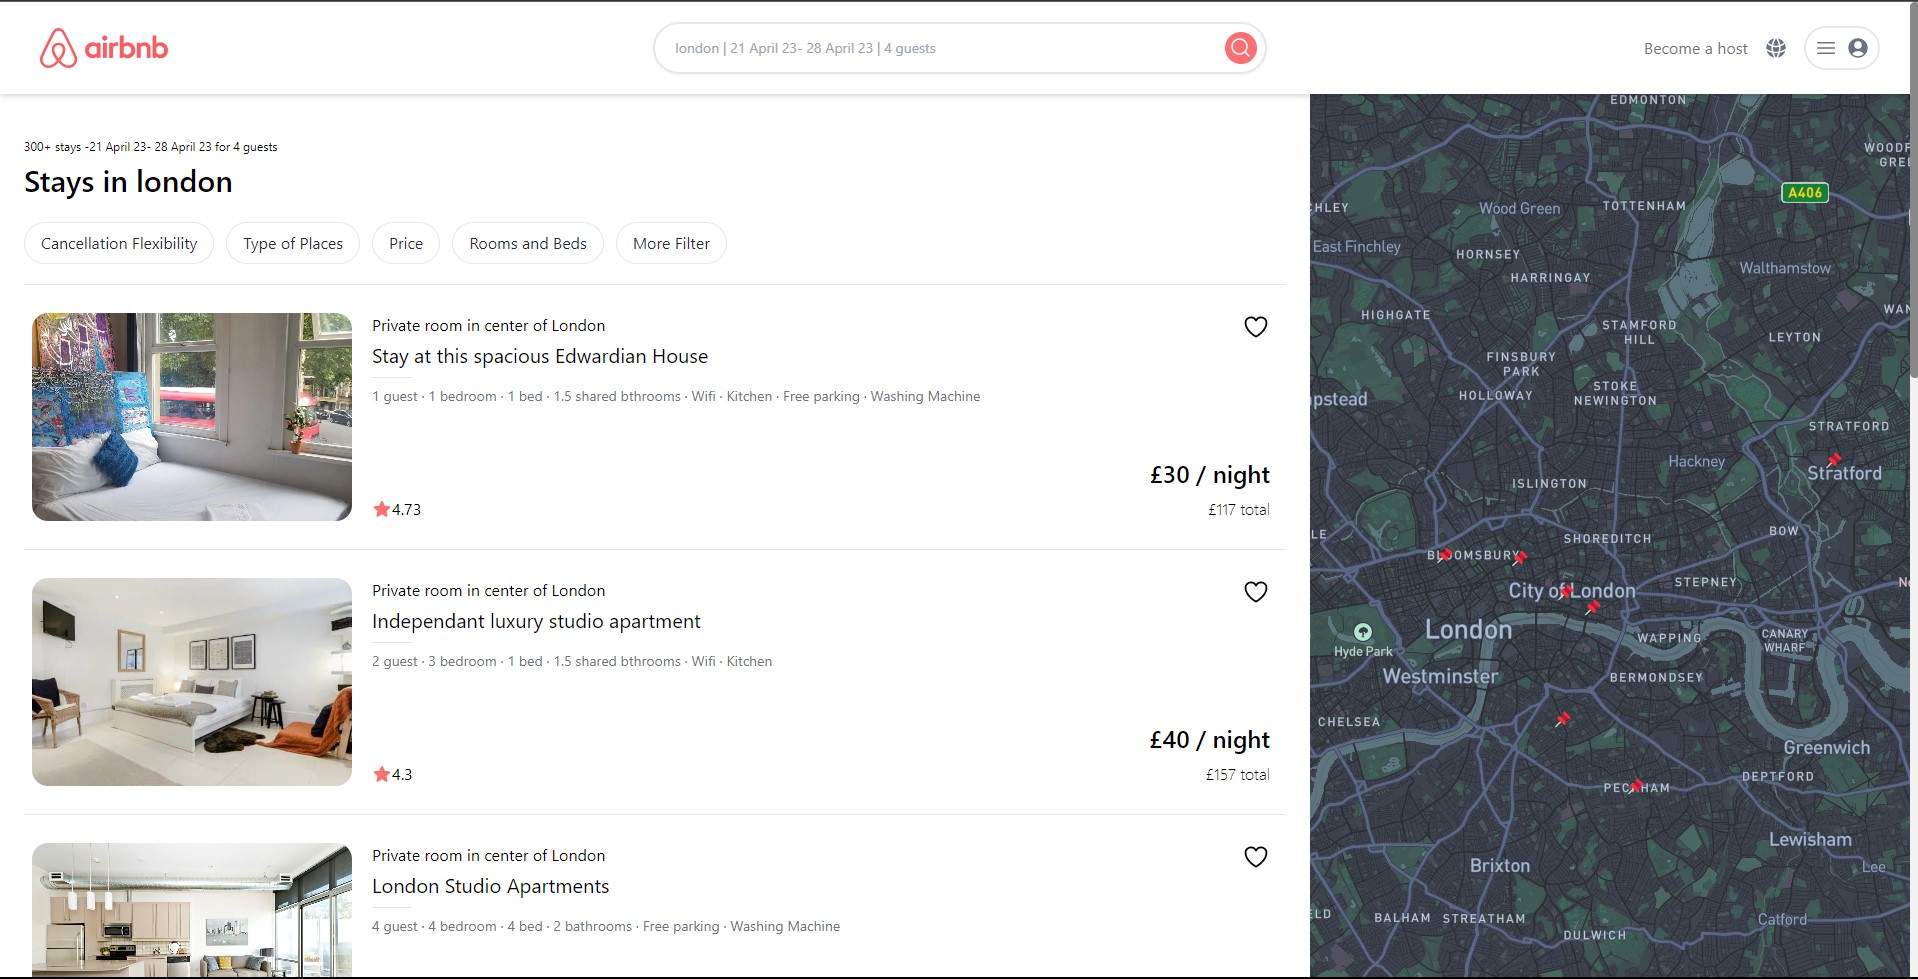 airbnb
london | 21 April 23- 28 April 23 | 4 guests
Become a host
300+ stays -21 April 23- 28 April 23 for 4 guests
Stays in london
Cancellation Flexibility
Type of Places
Price
Rooms and Beds
More Filter
Private room in center of London
Stay at this spacious Edwardian House
1 guest · 1 bedroom · 1 bed · 1.5 shared bthrooms · Wifi · Kitchen · Free parking · Washing Machine
£30 / night
4.73
£117 total
Private room in center of London
Independant luxury studio apartment
2 guest · 3 bedroom · 1 bed · 1.5 shared bthrooms · Wifi · Kitchen
£40 / night
4.3
£157 total
Private room in center of London
London Studio Apartments
4 guest · 4 bedroom · 4 bed · 2 bathrooms · Free parking · Washing Machine
EDMONTON
WOODF
GREE
A406
CHLEY
Wood Green
TOTTENHAM
East Finchley
HORNSEY
HARRINGAY
Walthamstow
HIGHGATE
WAN
STAMFORD
HILL
LEYTON
FINSBURY
PARK
HOLLOWAY
STOKE
NEWINGTON
pstead
STRATFORD
Hackney
Stratford
ISLINGTON
LE
SHOREDITCH
BOW
BLOOMSBURY
STEPNEY
City of London
London
WAPPING
CANARY
WHARF
Hyde Park
Westminster
BERMONDSEY
CHELSEA
Greenwich
DEPTFORD
PECKHAM
Lewisham
Brixton
Lee
ELD
BALHAM
STREATHAM
Catford
DULWICH